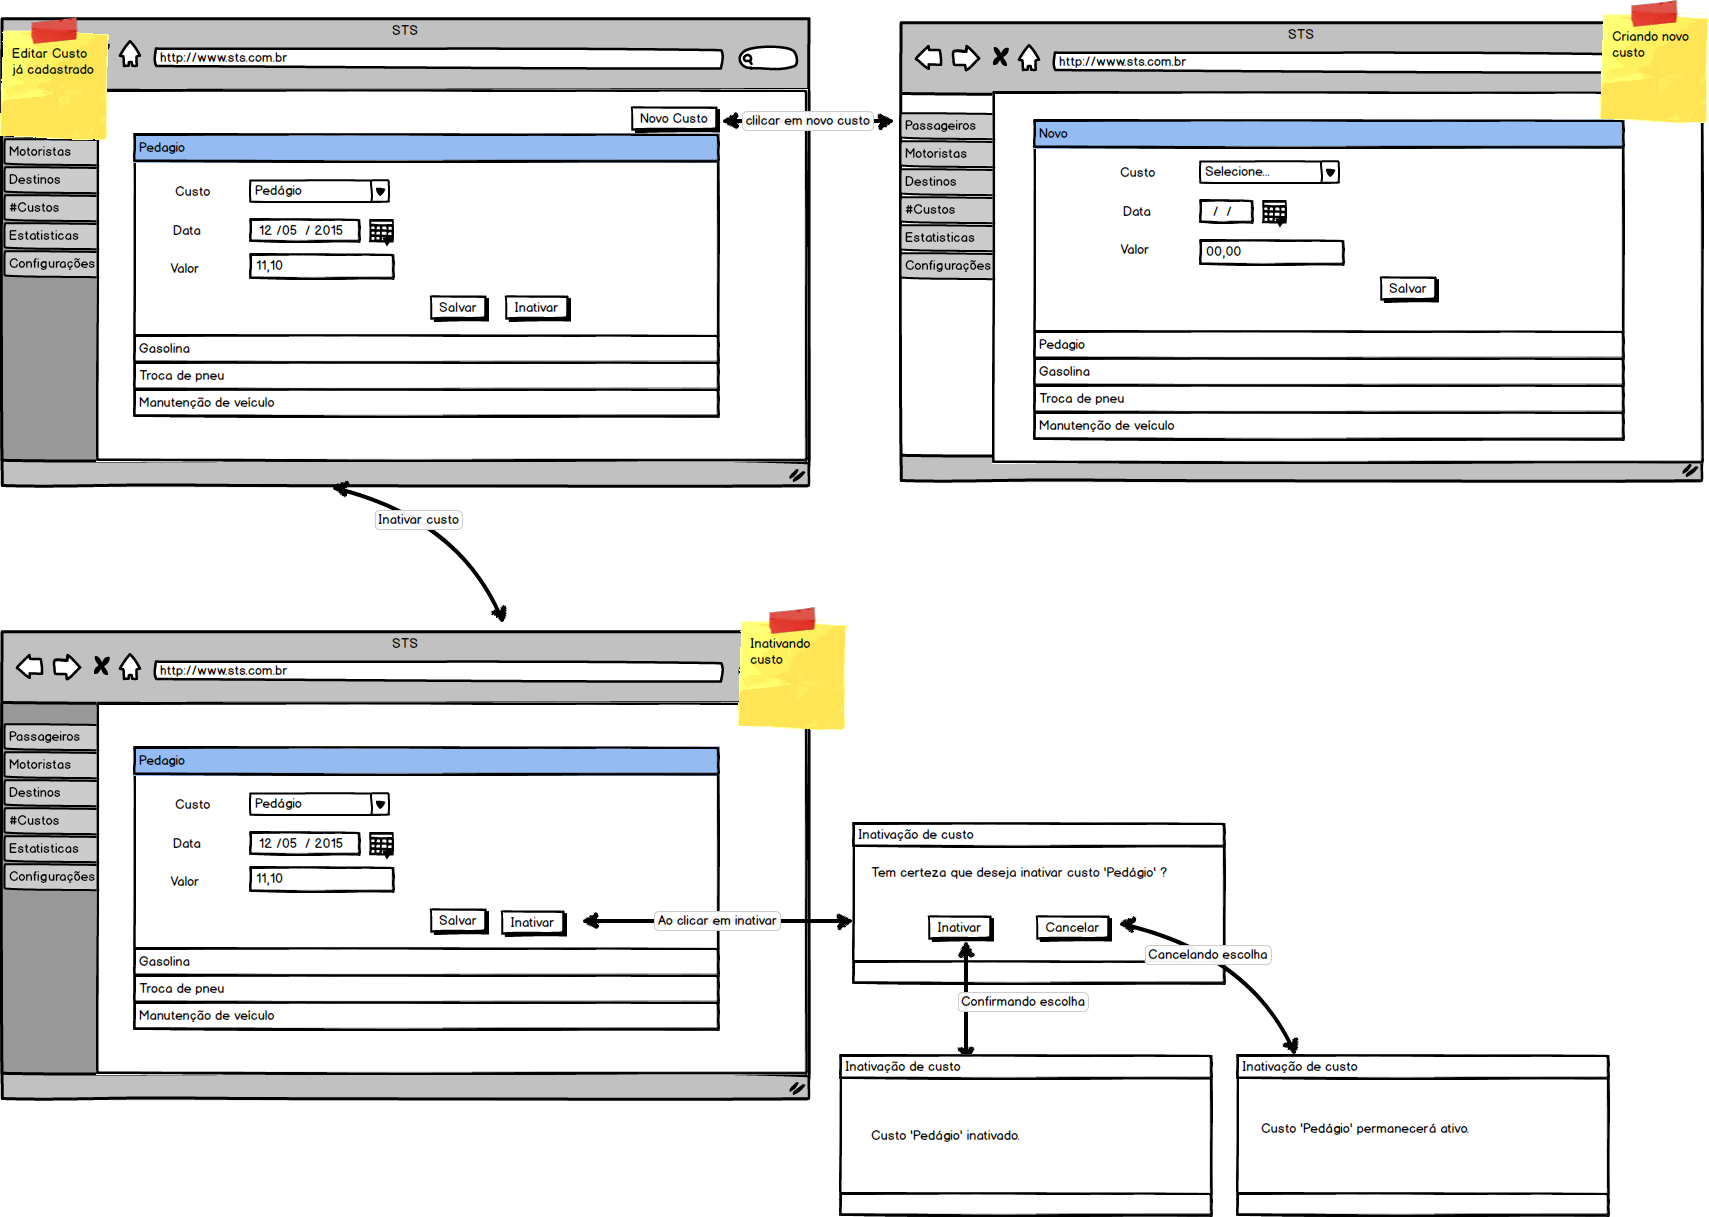 Editar Custo
já cadastrado
STS
http://www.sts.com.br
Novo Custo
Motoristas
Destinos
#Custos
Estatisticas
Configurações
Pedagio
Custo
Pedágio
Data
12 /05 / 2015
Valor
11,10
Salvar
Inativar
Gasolina
Troca de pneu
Manutenção de veículo
clilcar em novo custo
STS
Criando novo
custo
http://www.sts.com.br
Passageiros
Motoristas
Destinos
#Custos
Estatisticas
Configurações
Novo
Custo
Selecione...
Data
/ /
Valor
00,00
Salvar
Pedagio
Gasolina
Troca de pneu
Manutenção de veículo
Inativar custo
STS
Inativando
custo
http://www.sts.com.br
Passageiros
Motoristas
Destinos
#Custos
Estatisticas
Configurações
Pedagio
Custo
Pedágio
Data
12 /05 / 2015
Valor
11,10
Salvar
Inativar
Gasolina
Troca de pneu
Manutenção de veículo
Ao clicar em inativar
Inativação de custo
Tem certeza que deseja inativar custo 'Pedágio' ?
Inativar
Cancelar
Cancelando escolha
Confirmando escolha
Inativação de custo
Custo 'Pedágio' inativado.
Inativação de custo
Custo 'Pedágio' permanecerá ativo.